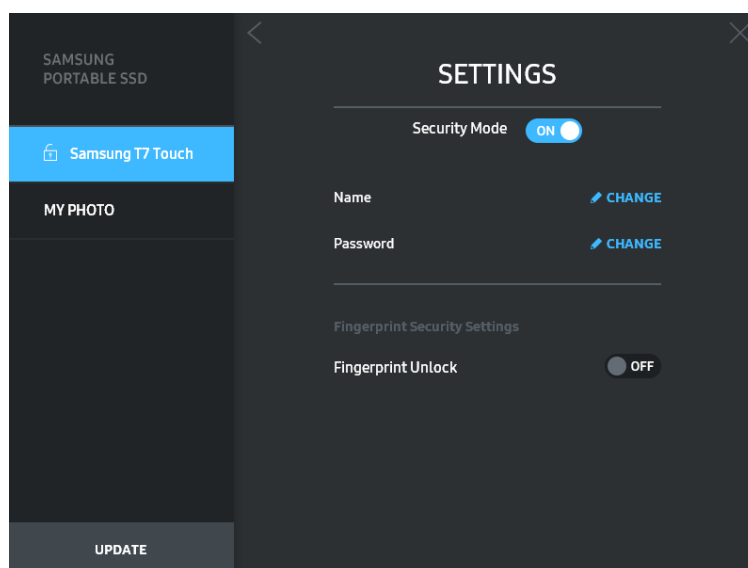 SAMSUNG
PORTABLE SSD
Samsung T7 Touch
MY PHOTO
UPDATE
SETTINGS
Security Mode ON
Name CHANGE
Password CHANGE
Fingerprint Security Settings
Fingerprint Unlock OFF